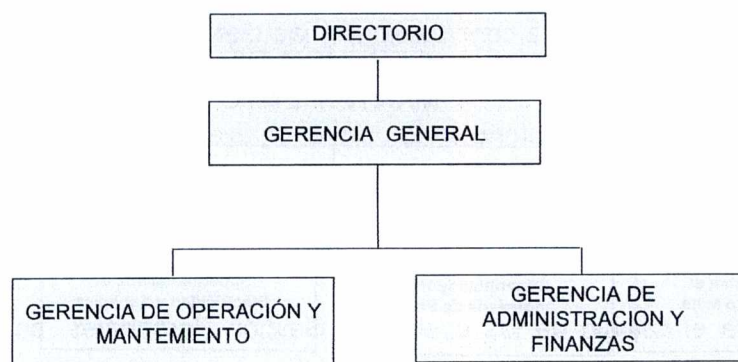 DIRECTORIO
GERENCIA GENERAL
GERENCIA DE OPERACIÓN Y
MANTEMIENTO
GERENCIA DE
ADMINISTRACION Y
FINANZAS